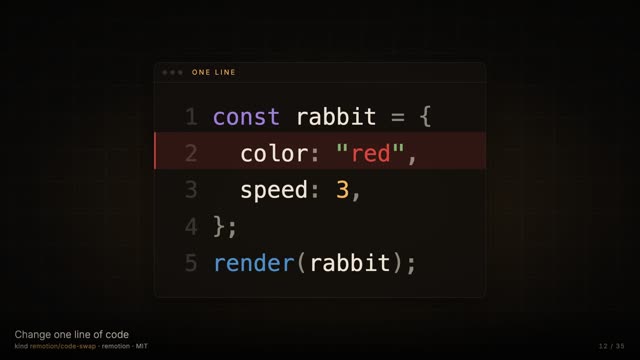 ONE LINE
1 const rabbit = {
2   color: "red",
3   speed: 3,
4 };
5 render(rabbit);
Change one line of code
kind remotion/code-swap · remotion · MIT
12 / 35